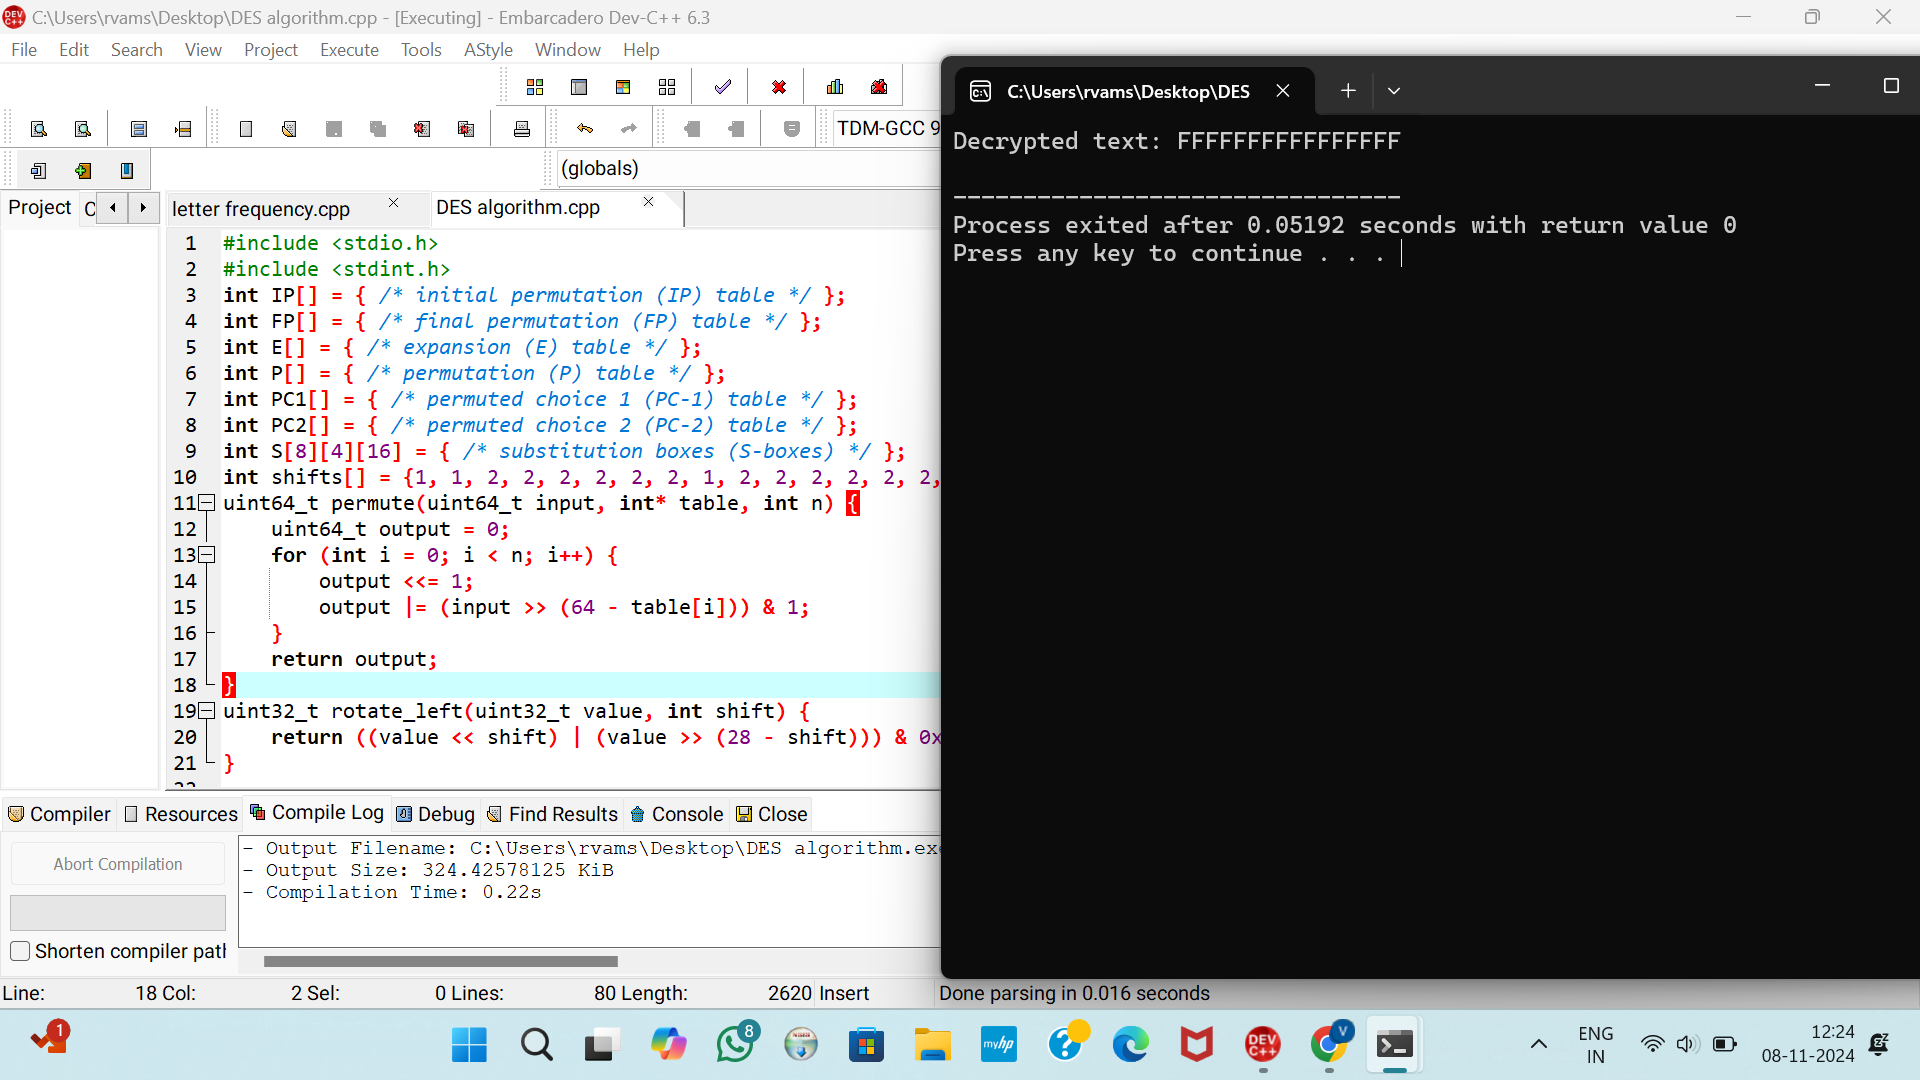 C:\Users\rvams\Desktop\DES algorithm.cpp - [Executing] - Embarcadero Dev-C++ 6.3
File Edit Search View Project Execute Tools AStyle Window Help
TDM-GCC 9
(globals)
Project C
letter frequency.cpp
DES algorithm.cpp
1 #include <stdio.h>
2 #include <stdint.h>
3 int IP[] = { /* initial permutation (IP) table */ };
4 int FP[] = { /* final permutation (FP) table */ };
5 int E[] = { /* expansion (E) table */ };
6 int P[] = { /* permutation (P) table */ };
7 int PC1[] = { /* permuted choice 1 (PC-1) table */ };
8 int PC2[] = { /* permuted choice 2 (PC-2) table */ };
9 int S[8][4][16] = { /* substitution boxes (S-boxes) */ };
10 int shifts[] = {1, 1, 2, 2, 2, 2, 2, 2, 1, 2, 2, 2, 2, 2, 2,
11 uint64_t permute(uint64_t input, int* table, int n) {
12 uint64_t output = 0;
13 for (int i = 0; i < n; i++) {
14 output <<= 1;
15 output |= (input >> (64 - table[i])) & 1;
16 }
17 return output;
18 }
19 uint32_t rotate_left(uint32_t value, int shift) {
20 return ((value << shift) | (value >> (28 - shift))) & 0x
21 }
C:\Users\rvams\Desktop\DES
Decrypted text: FFFFFFFFFFFFFFFF
--------------------------------
Process exited after 0.05192 seconds with return value 0
Press any key to continue . . .
Compiler Resources Compile Log Debug Find Results Console Close
Abort Compilation
Shorten compiler path
- Output Filename: C:\Users\rvams\Desktop\DES algorithm.exe
- Output Size: 324.42578125 KiB
- Compilation Time: 0.22s
Line: 18 Col: 2 Sel: 0 Lines: 80 Length: 2620 Insert Done parsing in 0.016 seconds
1
8
myhp
DEV C++
V
ENG
IN
12:24
08-11-2024